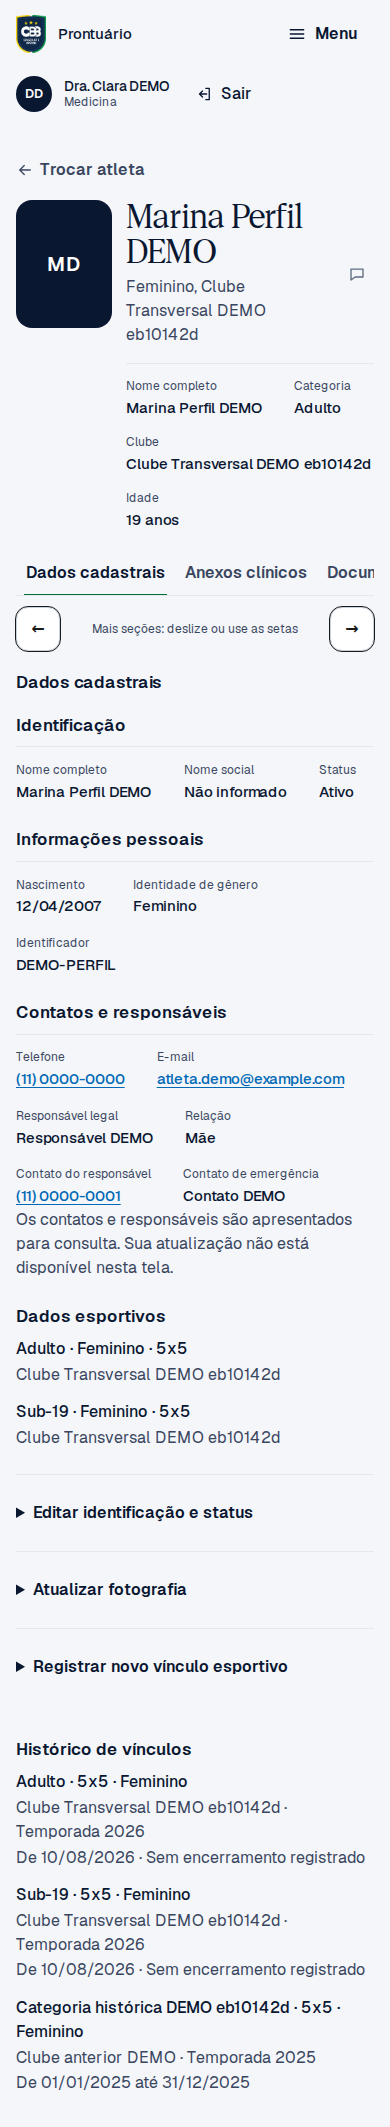 CBB
Prontuário
Menu
DD
Dra. Clara DEMO
Medicina
Sair
← Trocar atleta
MD
Marina Perfil
DEMO
Feminino, Clube
Transversal DEMO
eb10142d
Nome completo
Categoria
Marina Perfil DEMO
Adulto
Clube
Clube Transversal DEMO eb10142d
Idade
19 anos
Dados cadastrais
Anexos clínicos
Docun
← Mais seções: deslize ou use as setas →
Dados cadastrais
Identificação
Nome completo
Nome social
Status
Marina Perfil DEMO
Não informado
Ativo
Informações pessoais
Nascimento
Identidade de gênero
12/04/2007
Feminino
Identificador
DEMO-PERFIL
Contatos e responsáveis
Telefone
E-mail
(11) 0000-0000
atleta.demo@example.com
Responsável legal
Relação
Responsável DEMO
Mãe
Contato do responsável
Contato de emergência
(11) 0000-0001
Contato DEMO
Os contatos e responsáveis são apresentados
para consulta. Sua atualização não está
disponível nesta tela.
Dados esportivos
Adulto · Feminino · 5x5
Clube Transversal DEMO eb10142d
Sub-19 · Feminino · 5x5
Clube Transversal DEMO eb10142d
▶ Editar identificação e status
▶ Atualizar fotografia
▶ Registrar novo vínculo esportivo
Histórico de vínculos
Adulto · 5x5 · Feminino
Clube Transversal DEMO eb10142d ·
Temporada 2026
De 10/08/2026 · Sem encerramento registrado
Sub-19 · 5x5 · Feminino
Clube Transversal DEMO eb10142d ·
Temporada 2026
De 10/08/2026 · Sem encerramento registrado
Categoria histórica DEMO eb10142d · 5x5 ·
Feminino
Clube anterior DEMO · Temporada 2025
De 01/01/2025 até 31/12/2025